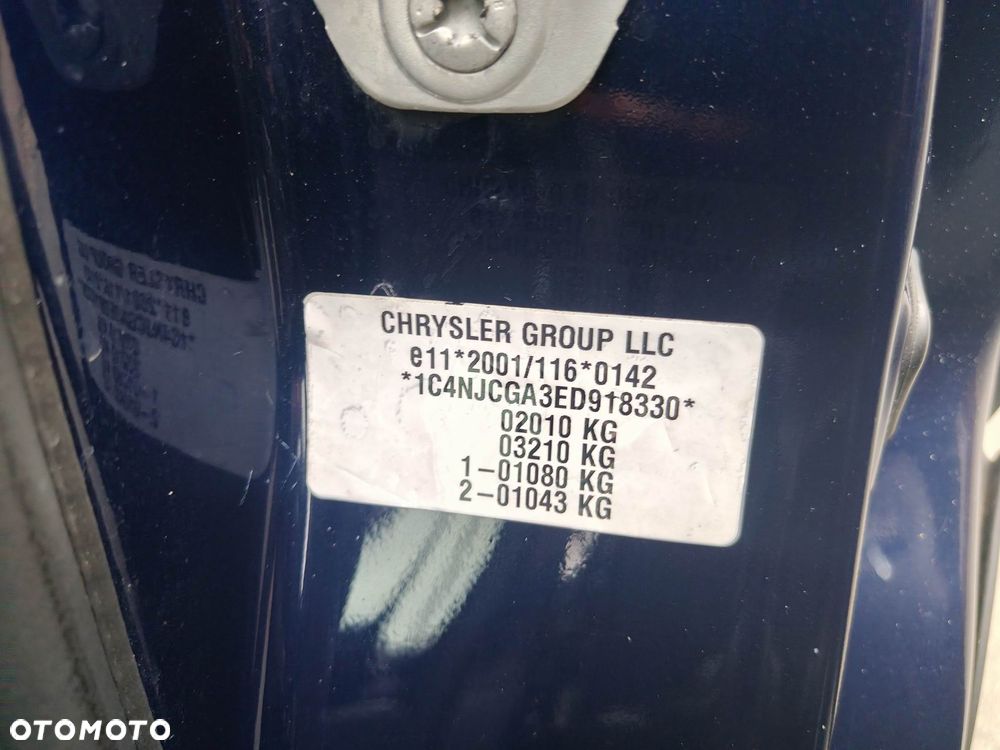 CHRYSLER GROUP LLC
e11*2001/116*0142
*1C4NJCGA3ED918330*
02010 KG
03210 KG
1-01080 KG
2-01043 KG
OTOMOTO